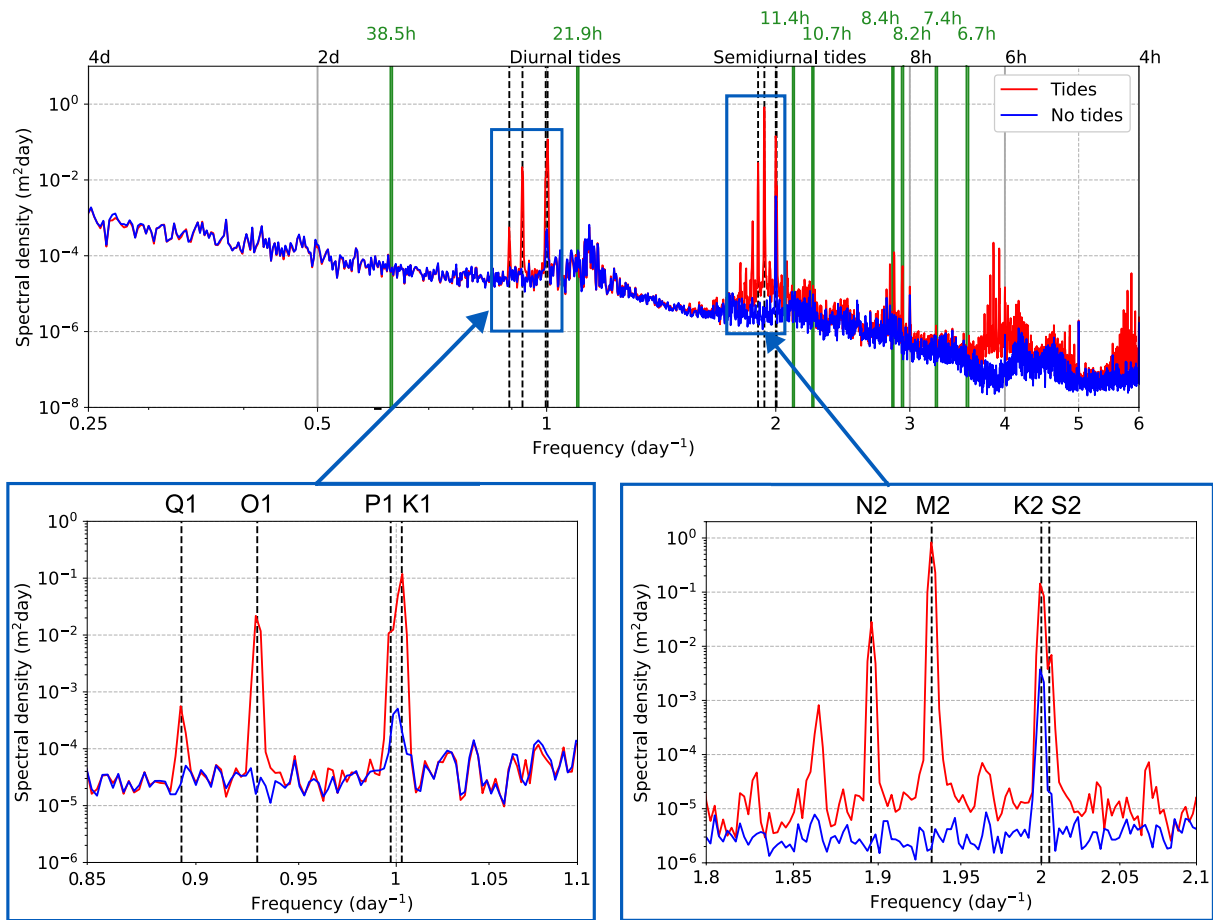 38.5h 21.9h 11.4h 10.7h 8.4h 8.2h 7.4h 6.7h
4d 2d Diurnal tides Semidiurnal tides 8h 6h 4h
Tides
No tides
Spectral density (m²day)
10⁰
10⁻²
10⁻⁴
10⁻⁶
10⁻⁸
0.25 0.5 1 2 3 4 5 6
Frequency (day⁻¹)
Q1 O1 P1 K1
Spectral density (m²day)
10⁰
10⁻¹
10⁻²
10⁻³
10⁻⁴
10⁻⁵
10⁻⁶
0.85 0.9 0.95 1 1.05 1.1
Frequency (day⁻¹)
N2 M2 K2 S2
Spectral density (m²day)
10⁰
10⁻¹
10⁻²
10⁻³
10⁻⁴
10⁻⁵
10⁻⁶
1.8 1.85 1.9 1.95 2 2.05 2.1
Frequency (day⁻¹)